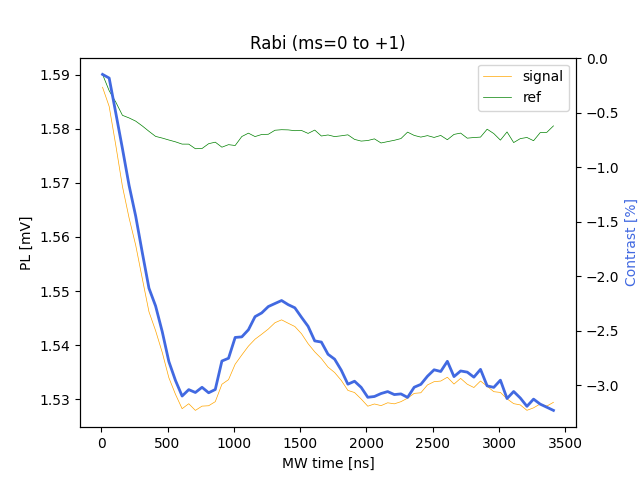 Rabi (ms=0 to +1)
signal
ref
PL [mV]
1.59
1.58
1.57
1.56
1.55
1.54
1.53
0.0
−0.5
−1.0
−1.5
−2.0
−2.5
−3.0
Contrast [%]
0 500 1000 1500 2000 2500 3000 3500
MW time [ns]